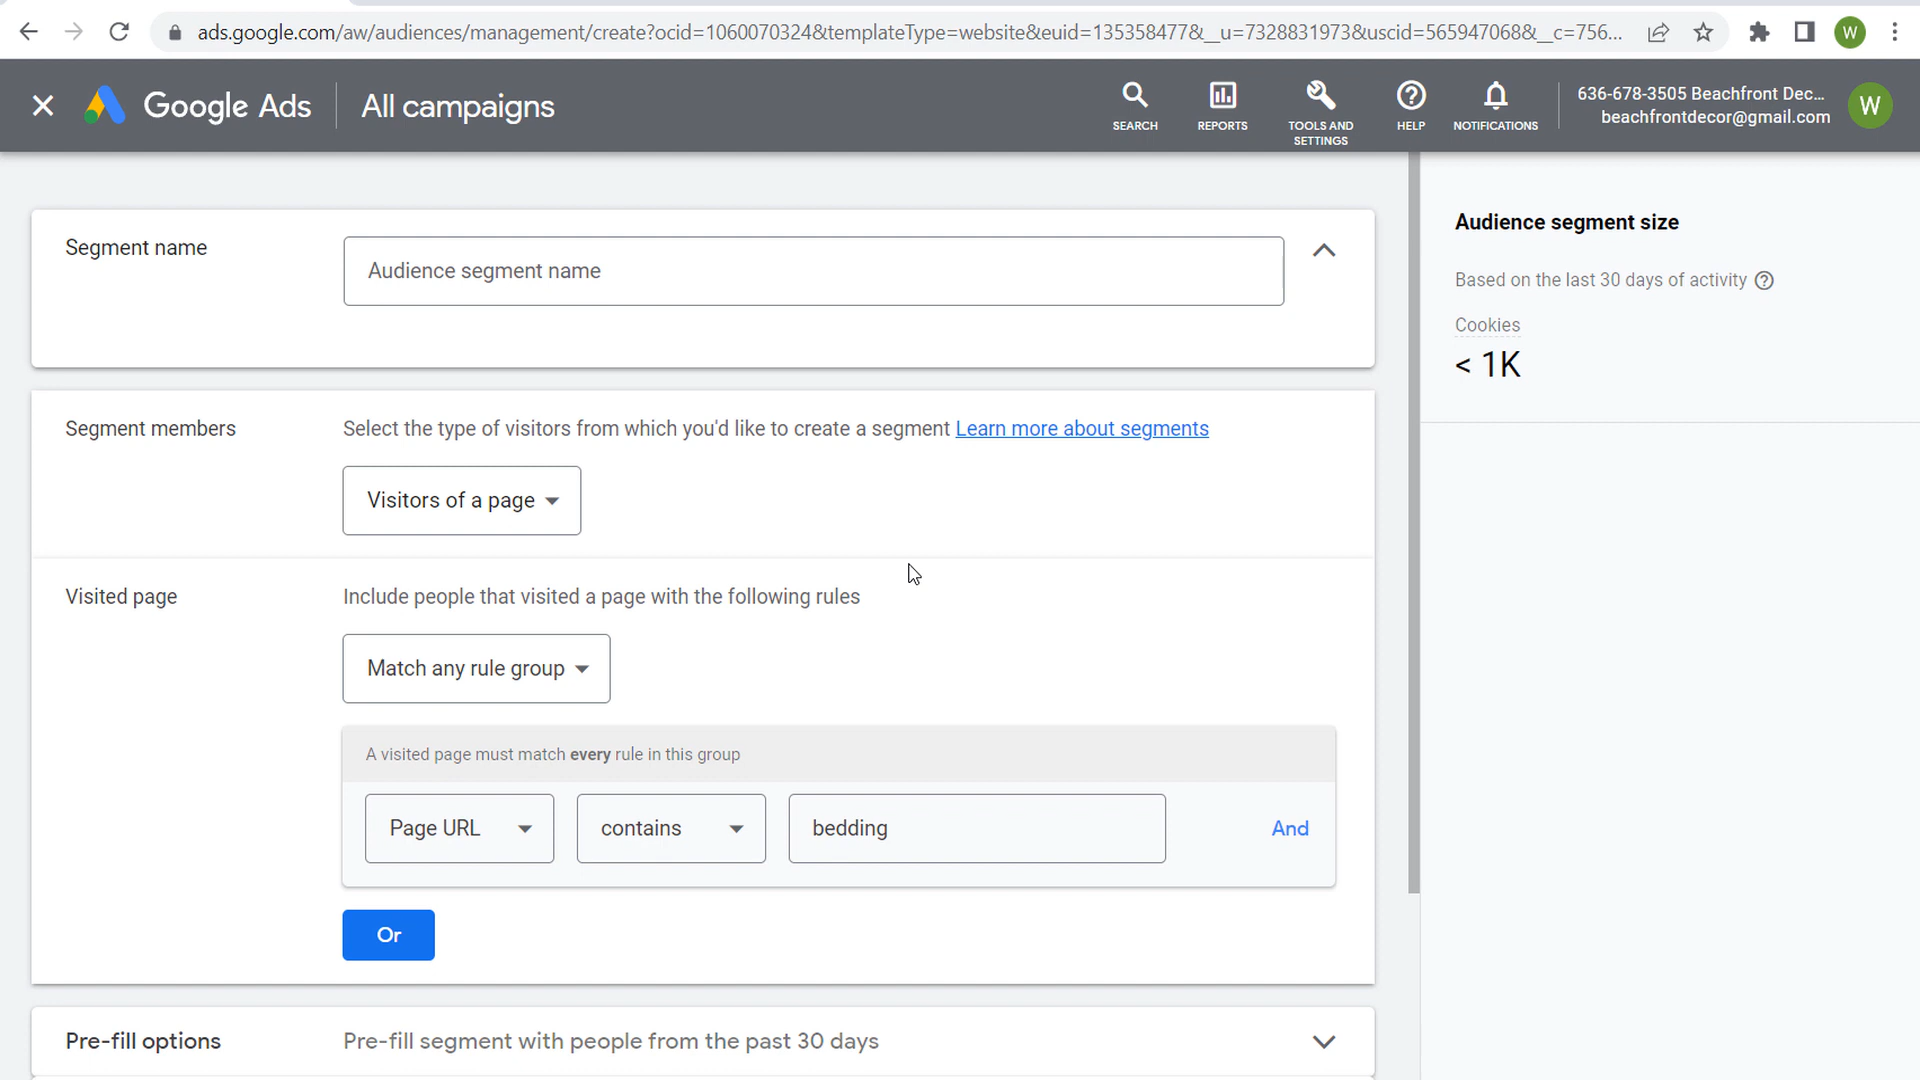 ads.google.com/aw/audiences/management/create?ocid=1060070324&templateType=website&euid=135358477&__u=7328831973&uscid=565947068&__c=756...
W
Google Ads
All campaigns
SEARCH
REPORTS
TOOLS AND
SETTINGS
HELP
NOTIFICATIONS
636-678-3505 Beachfront Dec...
beachfrontdecor@gmail.com
W
Segment name
Audience segment name
Audience segment size
Based on the last 30 days of activity
Cookies
< 1K
Segment members
Select the type of visitors from which you'd like to create a segment Learn more about segments
Visitors of a page
Visited page
Include people that visited a page with the following rules
Match any rule group
A visited page must match every rule in this group
Page URL
contains
bedding
And
Or
Pre-fill options
Pre-fill segment with people from the past 30 days